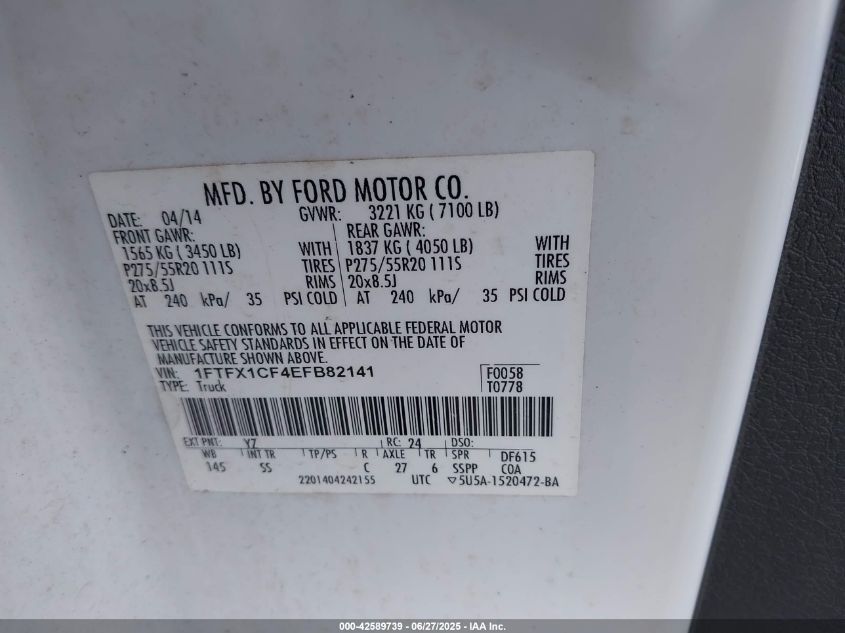 MFD. BY FORD MOTOR CO.
DATE: 04/14 GVWR: 3221 KG ( 7100 LB)
FRONT GAWR: REAR GAWR:
1565 KG ( 3450 LB) WITH 1837 KG ( 4050 LB) WITH
P275/55R20 111S TIRES P275/55R20 111S TIRES
20x8.5J RIMS 20x8.5J RIMS
AT 240 kPa/ 35 PSI COLD AT 240 kPa/ 35 PSI COLD
THIS VEHICLE CONFORMS TO ALL APPLICABLE FEDERAL MOTOR
VEHICLE SAFETY STANDARDS IN EFFECT ON THE DATE OF
MANUFACTURE SHOWN ABOVE.
VIN: 1FTFX1CF4EFB82141 F0058
TYPE: Truck T0778
EXT PNT: YZ RC: 24 DSO:
WB INT TR TP/PS R AXLE TR SPR DF615
145 SS C 27 6 SSPP COA
2201404242155 UTC ▽5U5A-1520472-BA
000-42589739 - 06/27/2025 - IAA Inc.